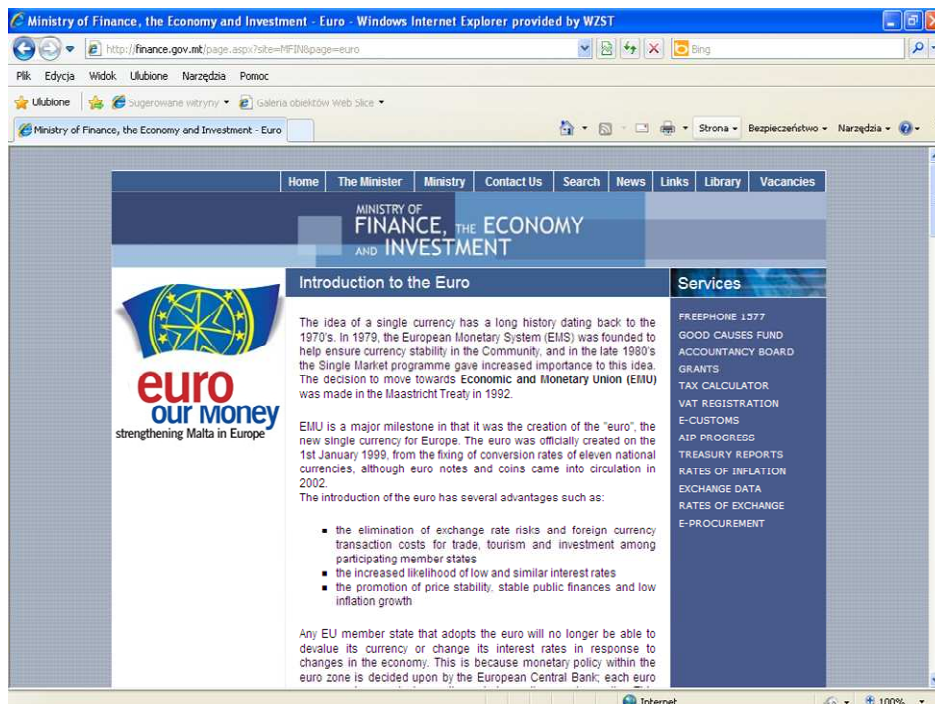 Ministry of Finance, the Economy and Investment - Euro - Windows Internet Explorer provided by WZST
http://finance.gov.mt/page.aspx?site=MFIN&page=euro
Bing
Plik Edycja Widok Ulubione Narzędzia Pomoc
Ulubione Sugerowane witryny Galeria obiektów Web Slice
Ministry of Finance, the Economy and Investment - Euro
Strona Bezpieczeństwo Narzędzia
Home The Minister Ministry Contact Us Search News Links Library Vacancies
MINISTRY OF
FINANCE, THE ECONOMY
AND INVESTMENT
euro
our money
strengthening Malta in Europe
Introduction to the Euro
The idea of a single currency has a long history dating back to the
1970's. In 1979, the European Monetary System (EMS) was founded to
help ensure currency stability in the Community, and in the late 1980's
the Single Market programme gave increased importance to this idea.
The decision to move towards Economic and Monetary Union (EMU)
was made in the Maastricht Treaty in 1992.
EMU is a major milestone in that it was the creation of the "euro", the
new single currency for Europe. The euro was officially created on the
1st January 1999, from the fixing of conversion rates of eleven national
currencies, although euro notes and coins came into circulation in
2002.
The introduction of the euro has several advantages such as:
the elimination of exchange rate risks and foreign currency
transaction costs for trade, tourism and investment among
participating member states
the increased likelihood of low and similar interest rates
the promotion of price stability, stable public finances and low
inflation growth
Any EU member state that adopts the euro will no longer be able to
devalue its currency or change its interest rates in response to
changes in the economy. This is because monetary policy within the
euro zone is decided upon by the European Central Bank; each euro
Services
FREEPHONE 1577
GOOD CAUSES FUND
ACCOUNTANCY BOARD
GRANTS
TAX CALCULATOR
VAT REGISTRATION
E-CUSTOMS
AIP PROGRESS
TREASURY REPORTS
RATES OF INFLATION
EXCHANGE DATA
RATES OF EXCHANGE
E-PROCUREMENT
Internet 100%